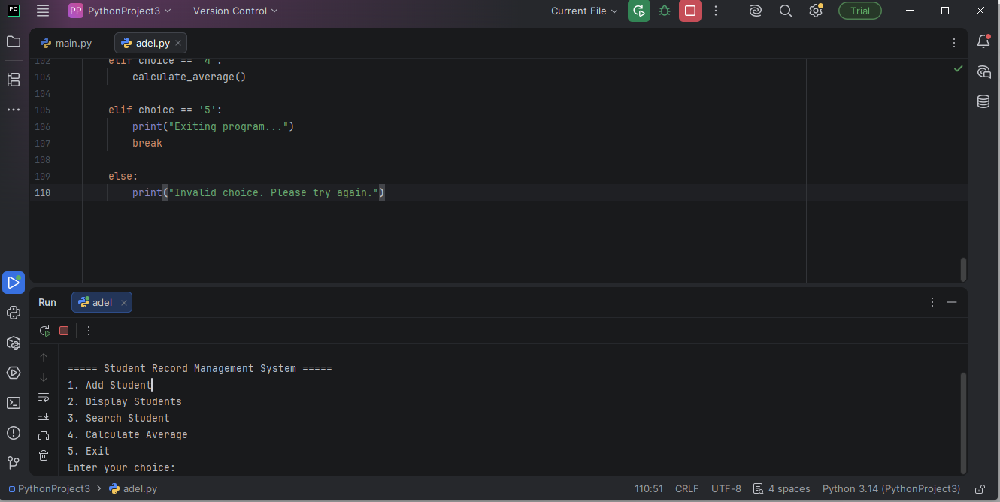 PC PP PythonProject3 Version Control Current File Trial
main.py adel.py
102 elif choice == '4':
103 calculate_average()
104
105 elif choice == '5':
106 print("Exiting program...")
107 break
108
109 else:
110 print("Invalid choice. Please try again.")
Run adel
===== Student Record Management System =====
1. Add Student
2. Display Students
3. Search Student
4. Calculate Average
5. Exit
Enter your choice:
PythonProject3 > adel.py 110:51 CRLF UTF-8 4 spaces Python 3.14 (PythonProject3)